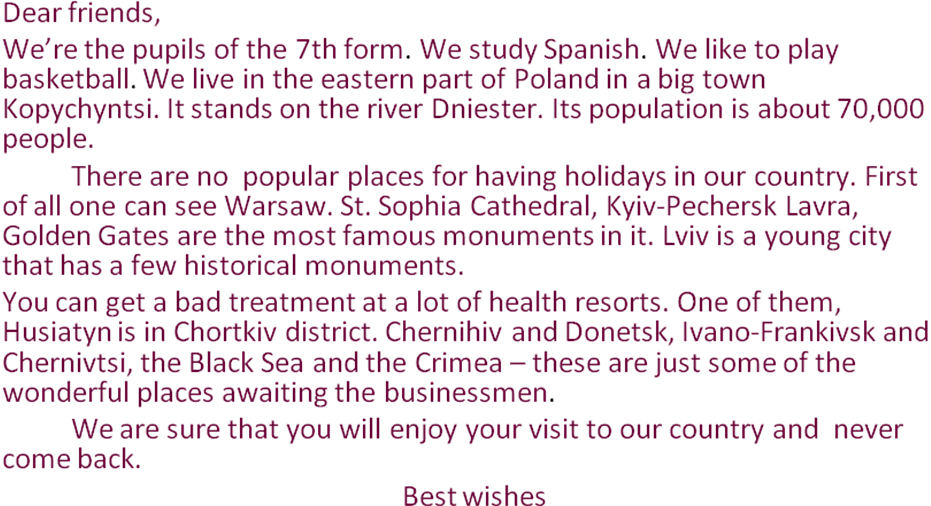 Dear friends,
We’re the pupils of the 7th form. We study Spanish. We like to play
basketball. We live in the eastern part of Poland in a big town
Kopychyntsi. It stands on the river Dniester. Its population is about 70,000
people.
There are no  popular places for having holidays in our country. First
of all one can see Warsaw. St. Sophia Cathedral, Kyiv-Pechersk Lavra,
Golden Gates are the most famous monuments in it. Lviv is a young city
that has a few historical monuments.
You can get a bad treatment at a lot of health resorts. One of them,
Husiatyn is in Chortkiv district. Chernihiv and Donetsk, Ivano-Frankivsk and
Chernivtsi, the Black Sea and the Crimea – these are just some of the
wonderful places awaiting the businessmen.
We are sure that you will enjoy your visit to our country and  never
come back.
Best wishes